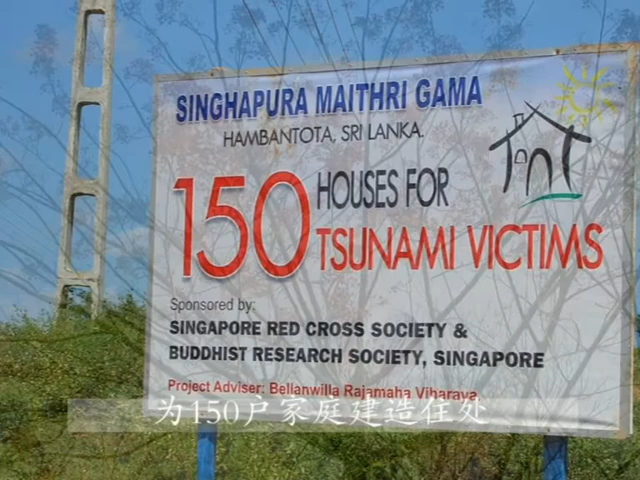 SINGHAPURA MAITHRI GAMA
HAMBANTOTA, SRI LANKA.
150 HOUSES FOR
TSUNAMI VICTIMS
Sponsored by:
SINGAPORE RED CROSS SOCIETY &
BUDDHIST RESEARCH SOCIETY, SINGAPORE
Project Adviser: Bellanwilla Rajamaha Viharaya.
为150户家庭建造住处